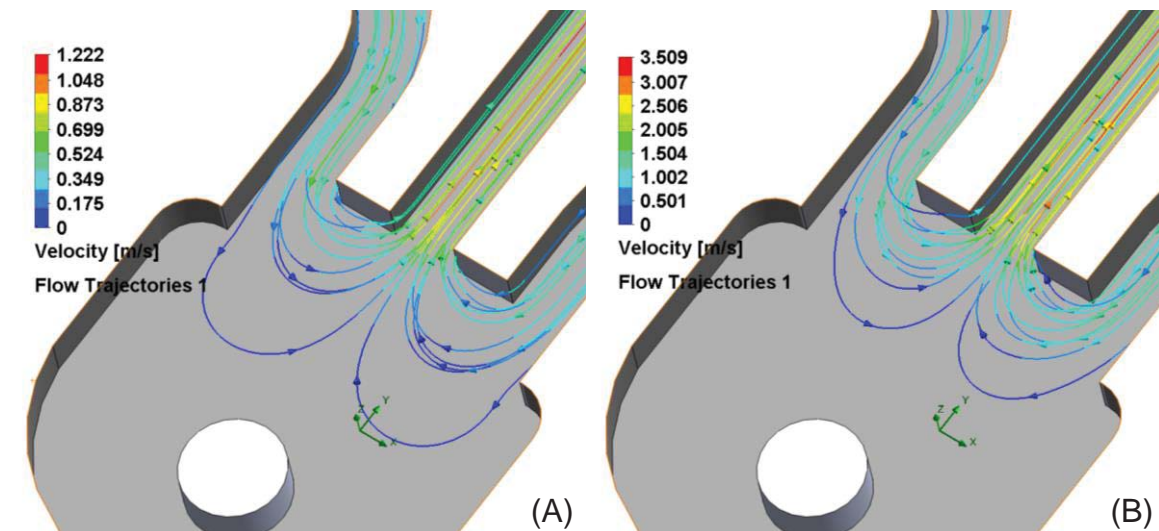 1.222
1.048
0.873
0.699
0.524
0.349
0.175
0
Velocity [m/s]
Flow Trajectories 1
Z
Y
X
(A)
3.509
3.007
2.506
2.005
1.504
1.002
0.501
0
Velocity [m/s]
Flow Trajectories 1
Z
Y
X
(B)